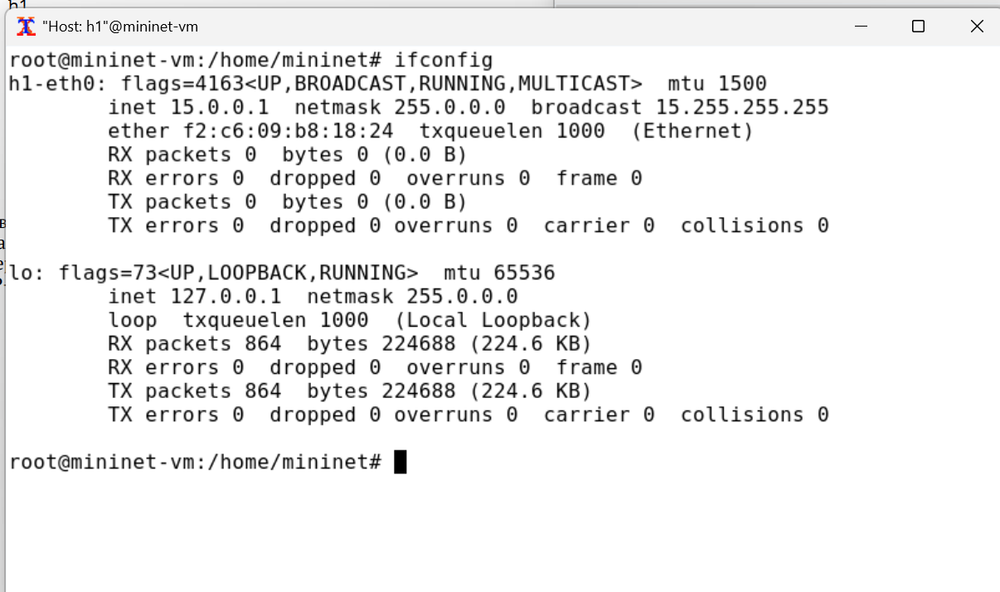 h1
"Host: h1"@mininet-vm
root@mininet-vm:/home/mininet# ifconfig
h1-eth0: flags=4163<UP,BROADCAST,RUNNING,MULTICAST>  mtu 1500
        inet 15.0.0.1  netmask 255.0.0.0  broadcast 15.255.255.255
        ether f2:c6:09:b8:18:24  txqueuelen 1000  (Ethernet)
        RX packets 0  bytes 0 (0.0 B)
        RX errors 0  dropped 0  overruns 0  frame 0
        TX packets 0  bytes 0 (0.0 B)
        TX errors 0  dropped 0 overruns 0  carrier 0  collisions 0

lo: flags=73<UP,LOOPBACK,RUNNING>  mtu 65536
        inet 127.0.0.1  netmask 255.0.0.0
        loop  txqueuelen 1000  (Local Loopback)
        RX packets 864  bytes 224688 (224.6 KB)
        RX errors 0  dropped 0  overruns 0  frame 0
        TX packets 864  bytes 224688 (224.6 KB)
        TX errors 0  dropped 0 overruns 0  carrier 0  collisions 0

root@mininet-vm:/home/mininet#